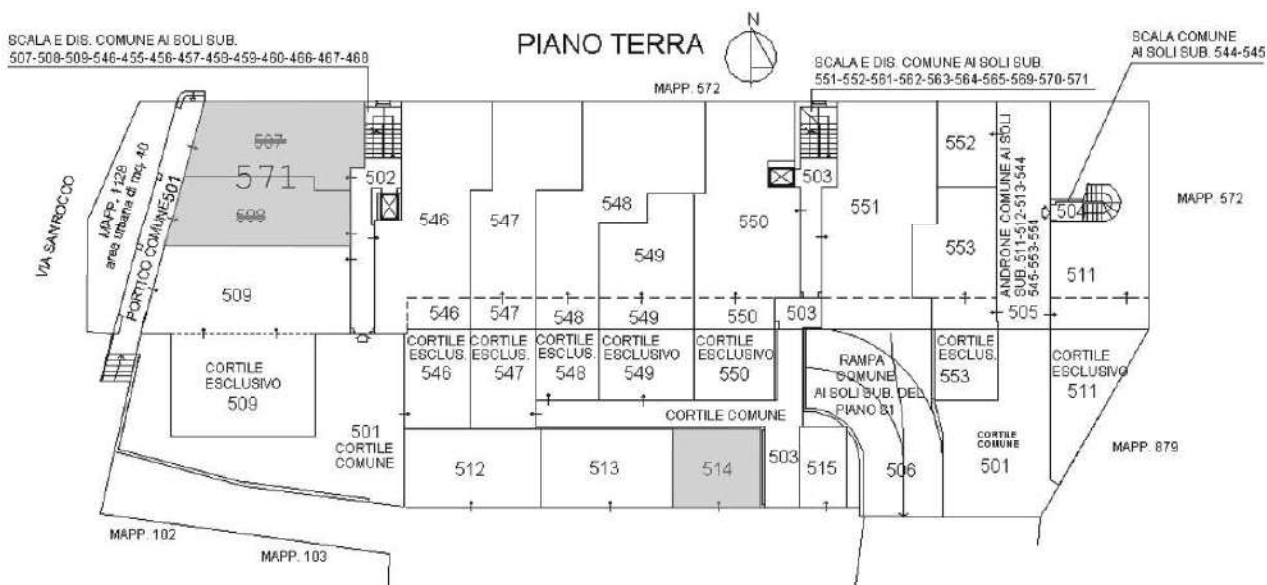 N
PIANO TERRA
SCALA E DIS. COMUNE AI SOLI SUB.
507-508-509-546-455-456-457-458-459-460-466-467-468
SCALA E DIS. COMUNE AI SOLI SUB.
551-552-561-562-563-564-565-569-570-571
SCALA COMUNE
AI SOLI SUB. 544-545
MAPP. 572
VIA SANROCCO
MAPP. 1128
area urbana di mq. 40
PORTICO COMUNE 501
507
571
508
509
502
546
547
548
549
550
503
551
552
553
ANDRONE COMUNE AI SOLI
SUB. 511-512-513-544
545-553-554
504
511
MAPP. 572
546
547
548
549
550
503
505
CORTILE
ESCLUSIVO
509
CORTILE
ESCLUS.
546
CORTILE
ESCLUS.
547
CORTILE
ESCLUS.
548
CORTILE
ESCLUSIVO
549
CORTILE
ESCLUSIVO
550
RAMPA
COMUNE
AI SOLI SUB. DEL
PIANO S1
CORTILE
ESCLUS.
553
CORTILE
ESCLUSIVO
511
501
CORTILE
COMUNE
CORTILE COMUNE
512
513
514
503
515
506
CORTILE
COMUNE
501
MAPP. 879
MAPP. 102
MAPP. 103